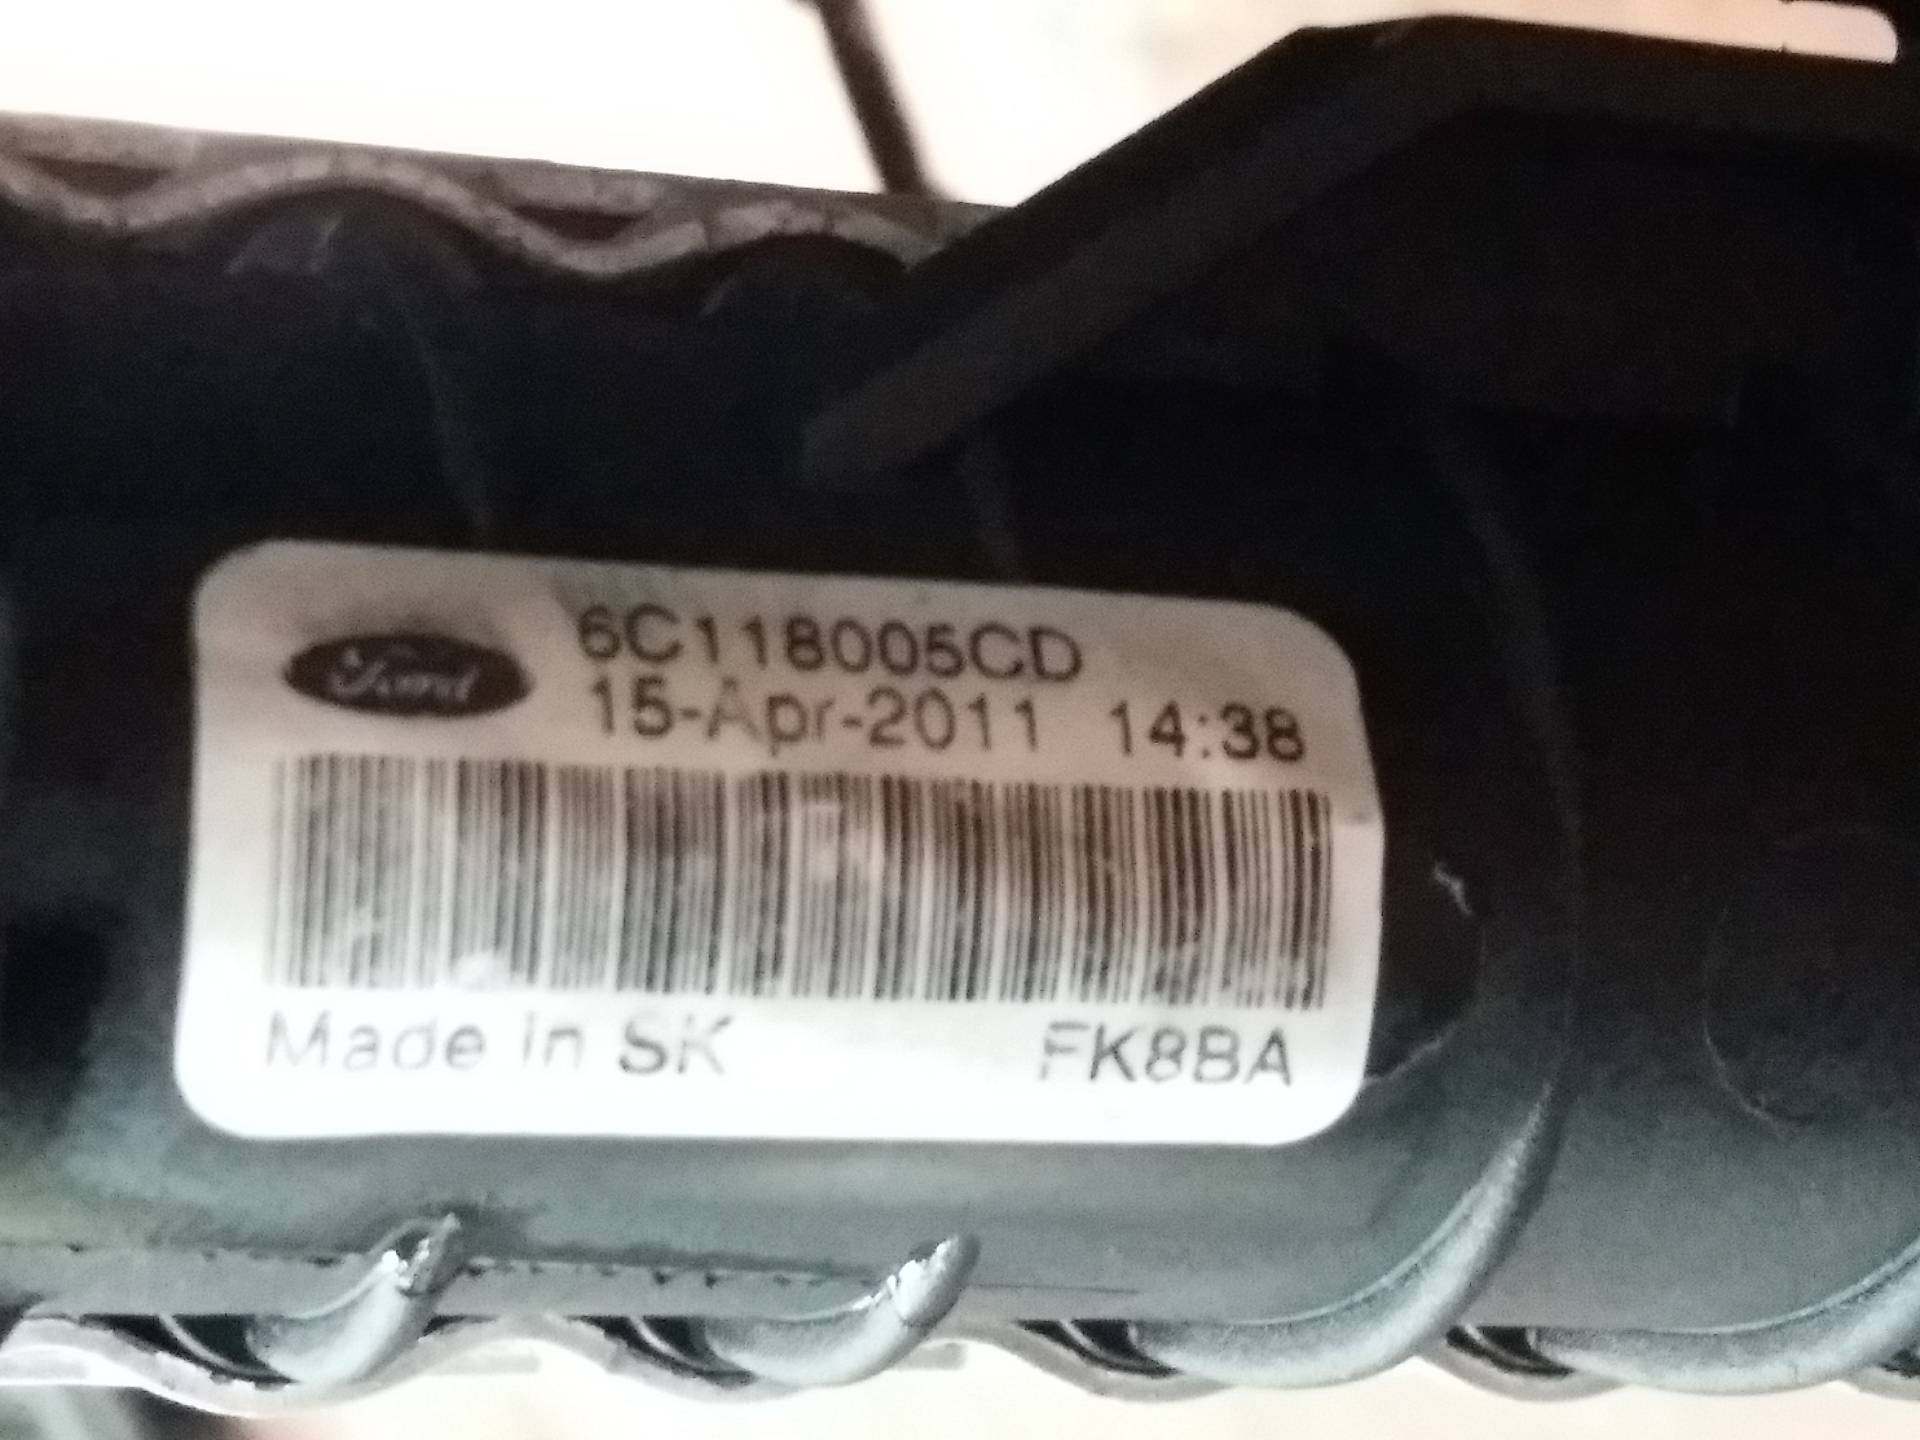 Ford
6C118005CD
15-Apr-2011 14:38
Made in SK FK8BA